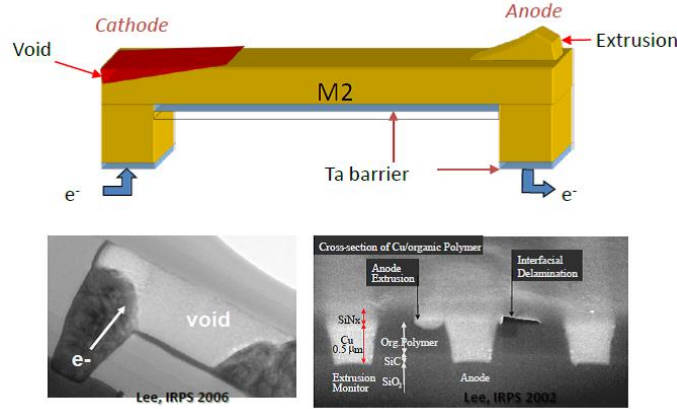 Cathode
Anode
Void
Extrusion
M2
Ta barrier
e-
e-
void
e-
Lee, IRPS 2006
Cross-section of Cu/organic Polymer
Anode
Extrusion
Interfacial
Delamination
SiNx
Cu
0.5 μm
Org.Polymer
SiC
SiO2
Extrusion
Monitor
Anode
Lee, IRPS 2002